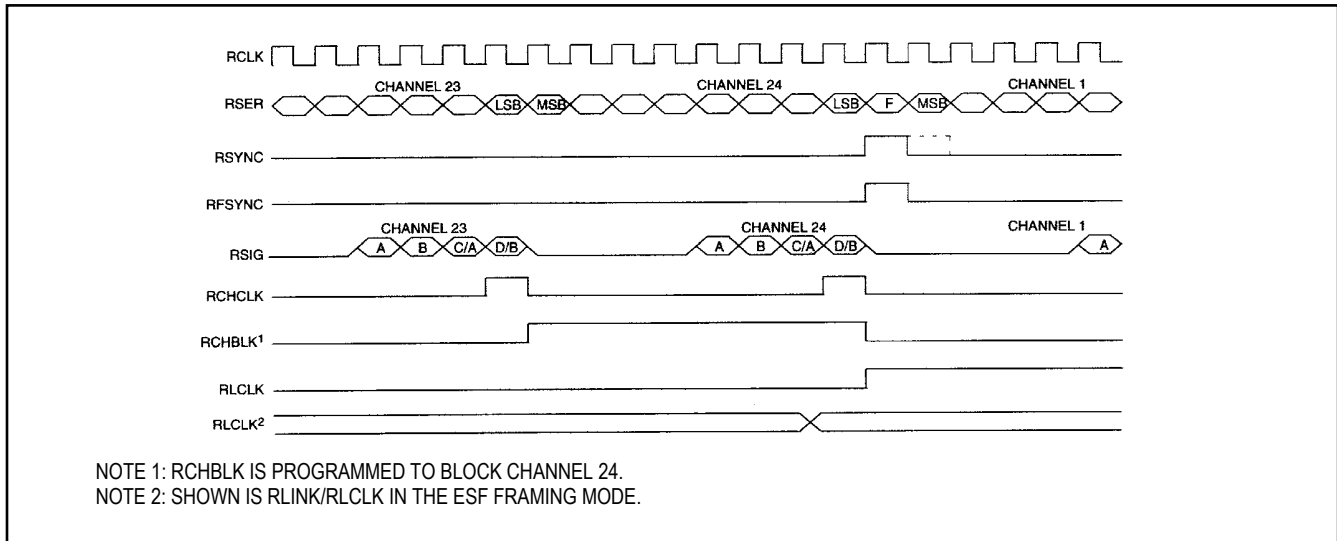 RCLK
CHANNEL 23 CHANNEL 24 CHANNEL 1
RSER LSB MSB LSB F MSB
RSYNC
RFSYNC
CHANNEL 23 CHANNEL 24 CHANNEL 1
RSIG A B C/A D/B A B C/A D/B A
RCHCLK
RCHBLK1
RLCLK
RLCLK2
NOTE 1: RCHBLK IS PROGRAMMED TO BLOCK CHANNEL 24.
NOTE 2: SHOWN IS RLINK/RLCLK IN THE ESF FRAMING MODE.